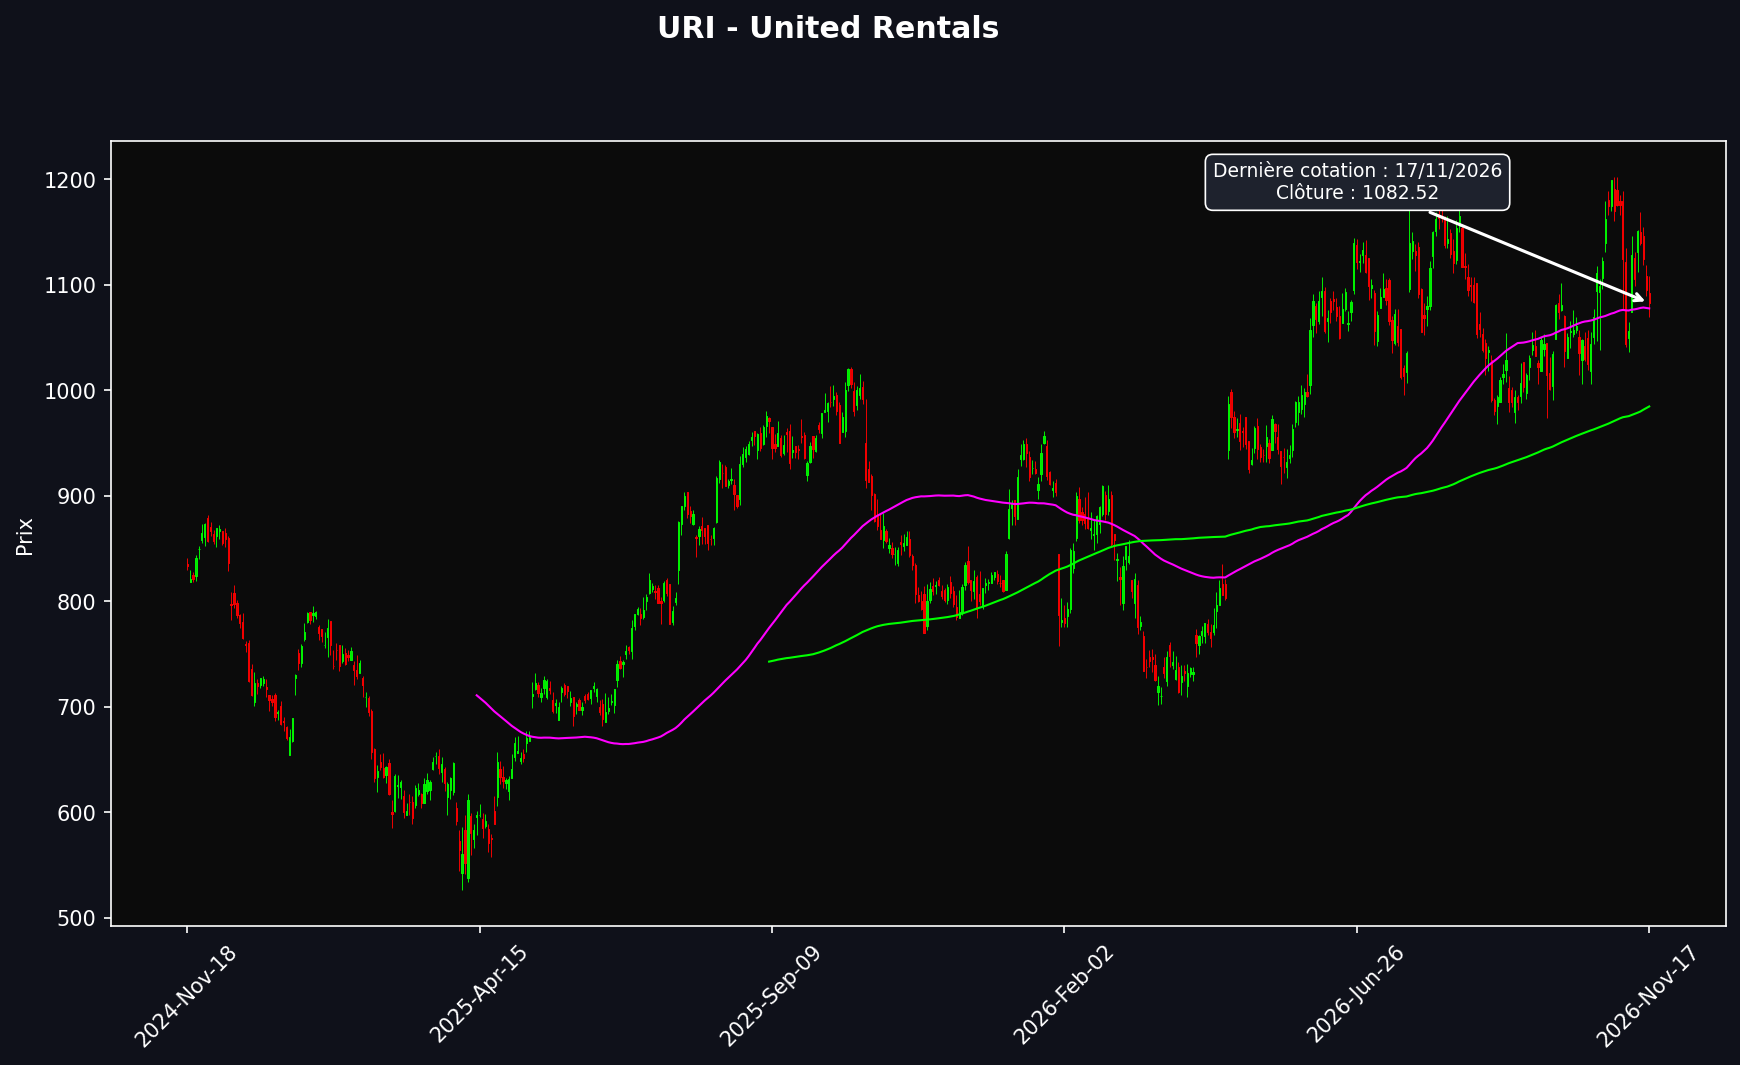 URI - United Rentals
Dernière cotation : 17/11/2026
Clôture : 1082.52
Prix
1200
1100
1000
900
800
700
600
500
2024-Nov-18
2025-Apr-15
2025-Sep-09
2026-Feb-02
2026-Jun-26
2026-Nov-17